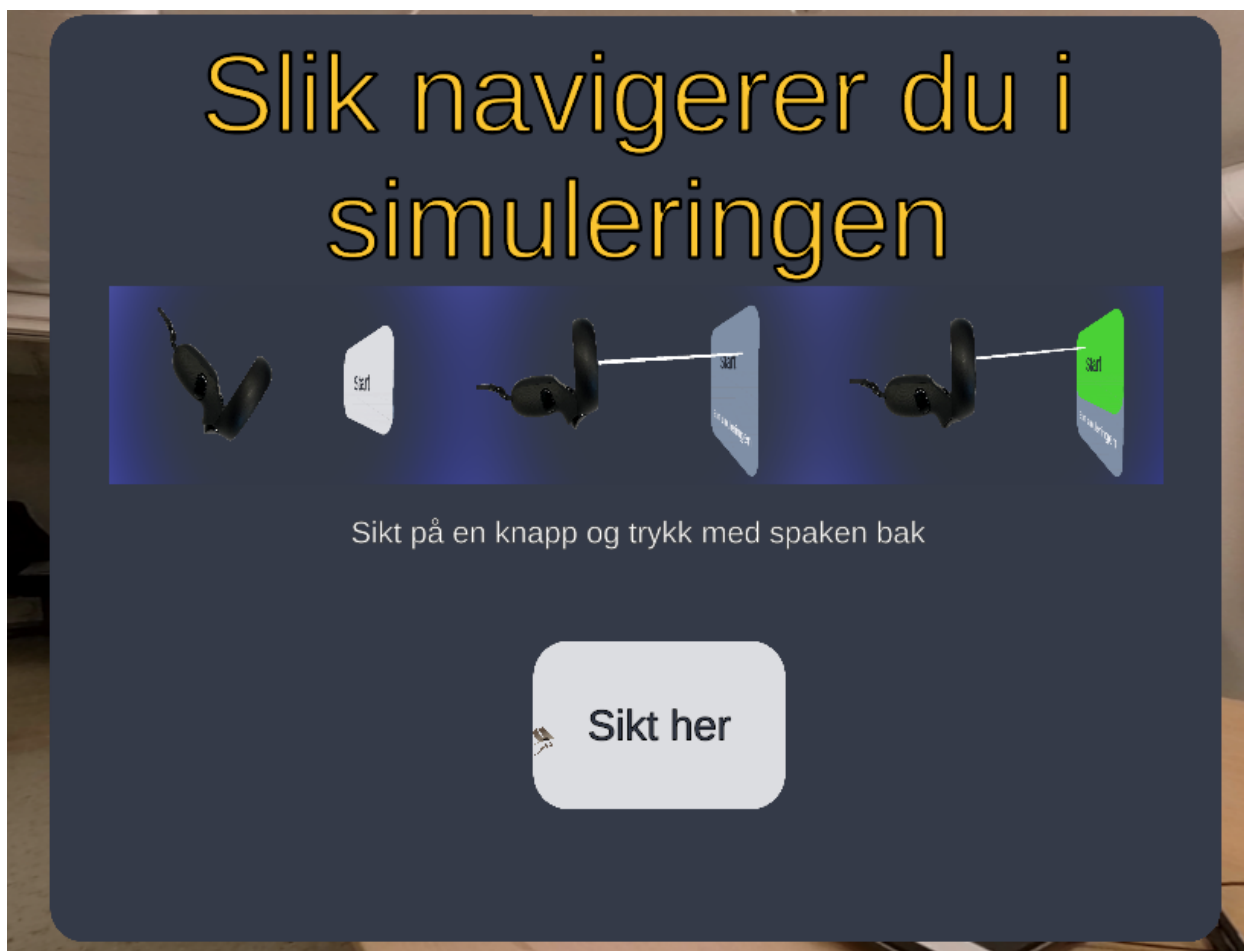 Slik navigerer du i
simuleringen
Start
Start
Start
Sikt på en knapp og trykk med spaken bak
Sikt her